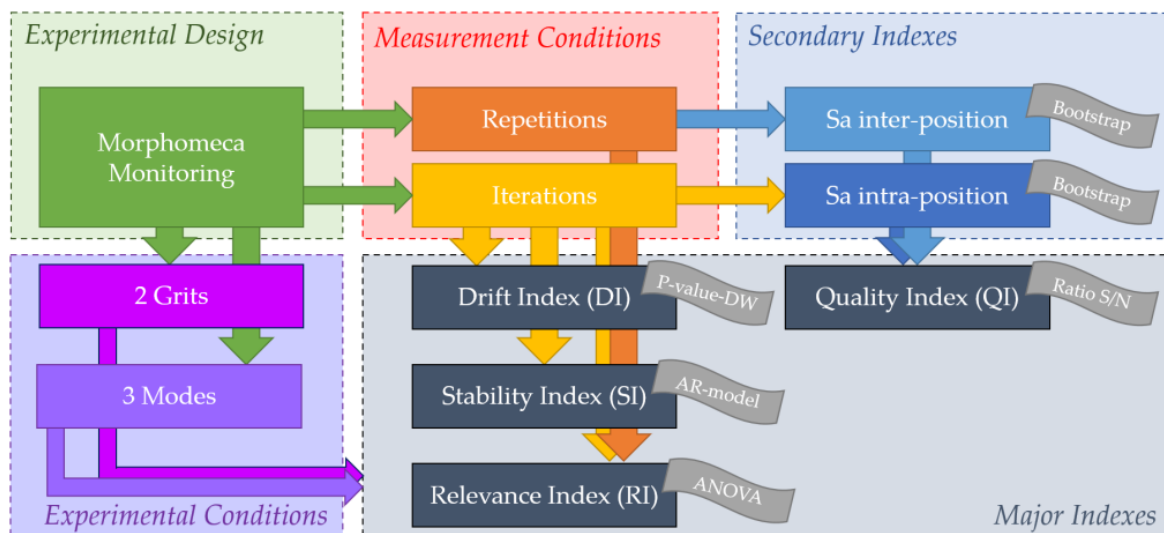 Experimental Design
Measurement Conditions
Secondary Indexes
Morphomeca
Monitoring
Repetitions
Sa inter-position
Bootstrap
Iterations
Sa intra-position
Bootstrap
2 Grits
Drift Index (DI)
P-value-DW
Quality Index (QI)
Ratio S/N
3 Modes
Stability Index (SI)
AR-model
Relevance Index (RI)
ANOVA
Experimental Conditions
Major Indexes